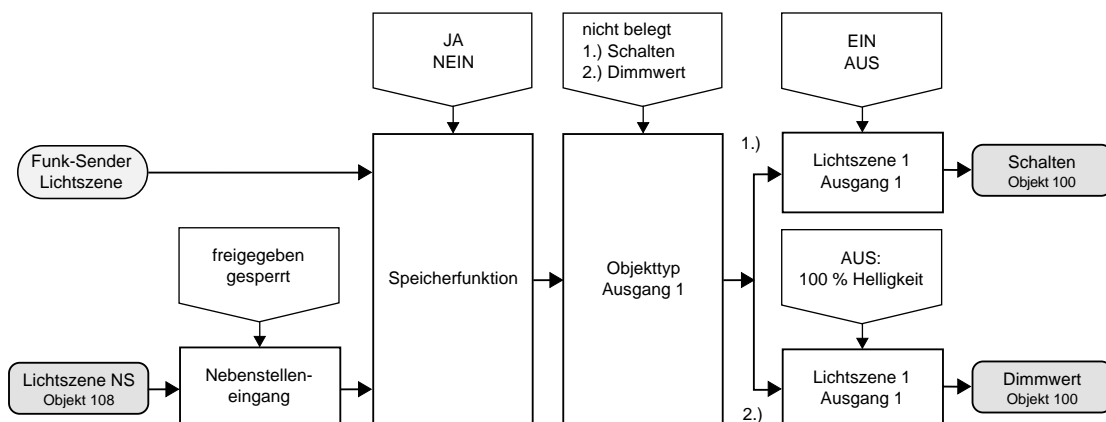 JA
NEIN
nicht belegt
1.) Schalten
2.) Dimmwert
EIN
AUS
Funk-Sender
Lichtszene
1.)
Lichtszene 1
Ausgang 1
Schalten
Objekt 100
freigegeben
gesperrt
Speicherfunktion
Objekttyp
Ausgang 1
AUS:
100 % Helligkeit
Lichtszene NS
Objekt 108
Nebenstellen-
eingang
2.)
Lichtszene 1
Ausgang 1
Dimmwert
Objekt 100